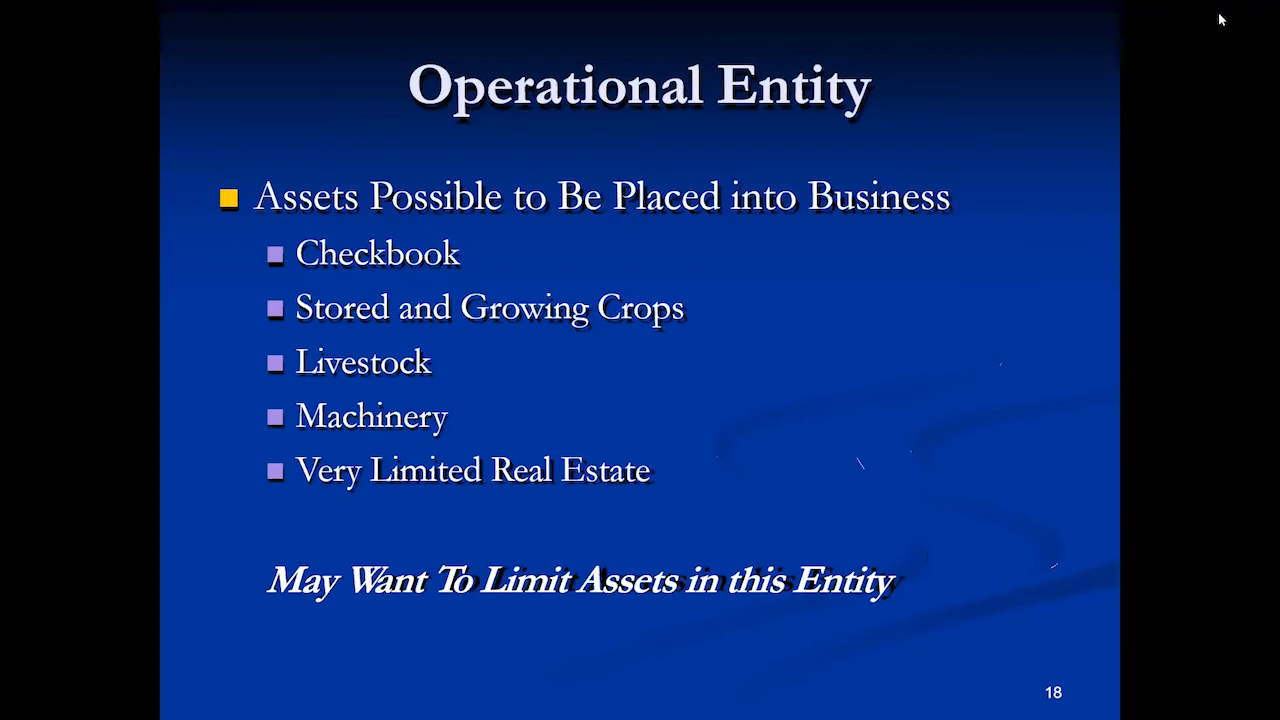 Operational Entity
Assets Possible to Be Placed into Business
Checkbook
Stored and Growing Crops
Livestock
Machinery
Very Limited Real Estate
May Want To Limit Assets in this Entity
18